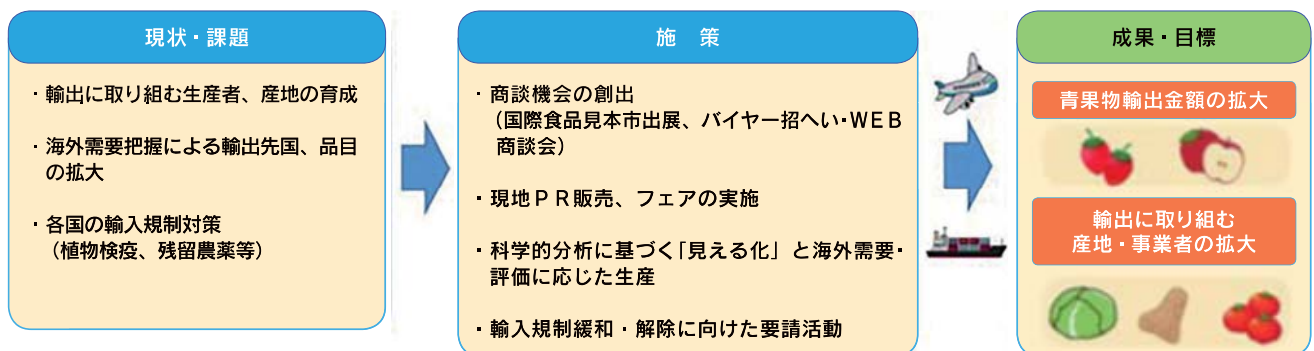 現状・課題
・輸出に取り組む生産者、産地の育成
・海外需要把握による輸出先国、品目
の拡大
・各国の輸入規制対策
（植物検疫、残留農薬等）
施　策
・商談機会の創出
（国際食品見本市出展、バイヤー招へい・ＷＥＢ
商談会）
・現地ＰＲ販売、フェアの実施
・科学的分析に基づく「見える化」と海外需要・
評価に応じた生産
・輸入規制緩和・解除に向けた要請活動
成果・目標
青果物輸出金額の拡大
輸出に取り組む
産地・事業者の拡大